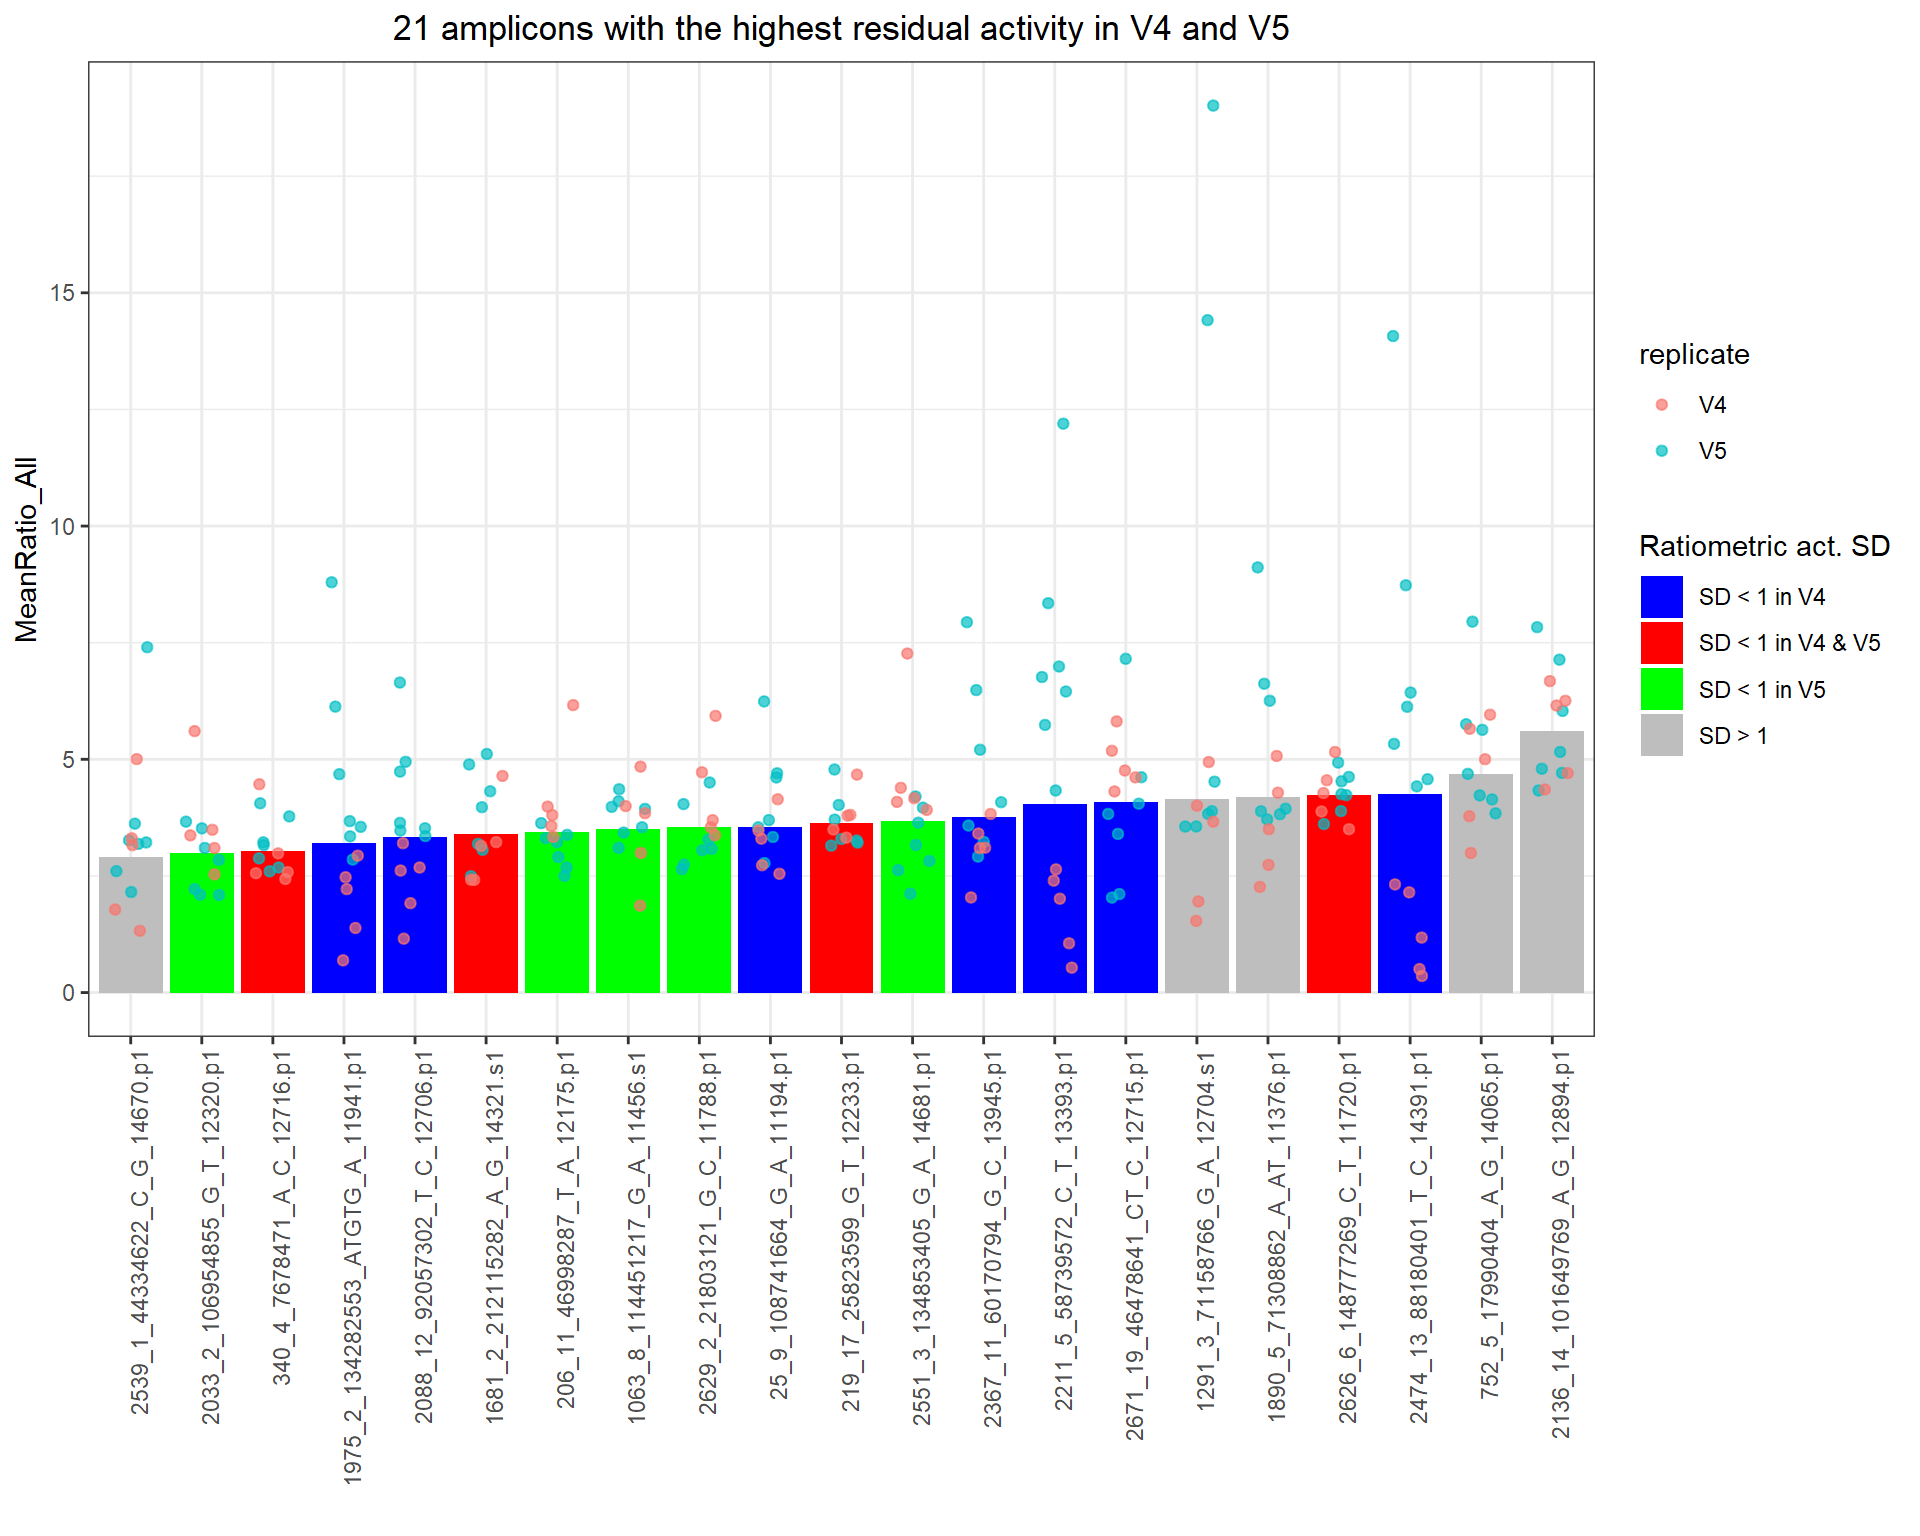 21 amplicons with the highest residual activity in V4 and V5
MeanRatio_All
15
10
5
0
2539_1_44334622_C_G_14670.p1
2033_2_106954855_G_T_12320.p1
340_4_7678471_A_C_12716.p1
1975_2_134282553_ATGTG_A_11941.p1
2088_12_92057302_T_C_12706.p1
1681_2_212115282_A_G_14321.s1
206_11_46998287_T_A_12175.p1
1063_8_114451217_G_A_11456.s1
2629_2_21803121_G_C_11788.p1
25_9_108741664_G_A_11194.p1
219_17_25823599_G_T_12233.p1
2551_3_134853405_G_A_14681.p1
2367_11_60170794_G_C_13945.p1
2211_5_58739572_C_T_13393.p1
2671_19_46478641_CT_C_12715.p1
1291_3_71158766_G_A_12704.s1
1890_5_71308862_A_AT_11376.p1
2626_6_148777269_C_T_11720.p1
2474_13_88180401_T_C_14391.p1
752_5_17990404_A_G_14065.p1
2136_14_101649769_A_G_12894.p1
replicate
V4
V5
Ratiometric act. SD
SD < 1 in V4
SD < 1 in V4 & V5
SD < 1 in V5
SD > 1